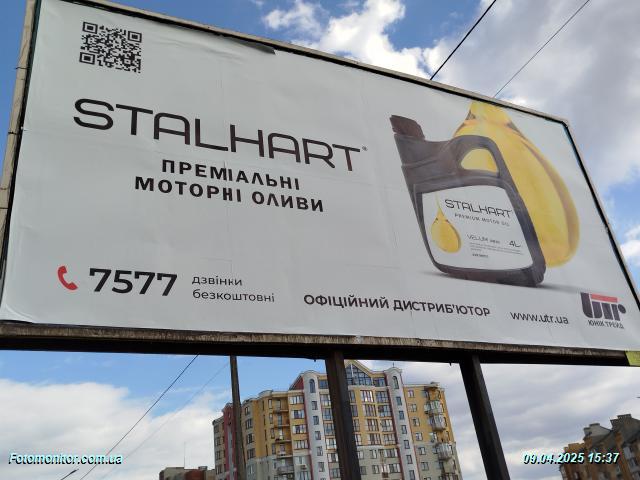 STALHART®
ПРЕМІАЛЬНІ
МОТОРНІ ОЛИВИ
STALHART
PREMIUM MOTOR OIL
VELUM
4L
7577
дзвінки
безкоштовні
ОФІЦІЙНИЙ ДИСТРИБ'ЮТОР
www.utr.ua
utr
ЮНІК ТРЕЙД
Fotomonitor.com.ua
09.04.2025 15:37